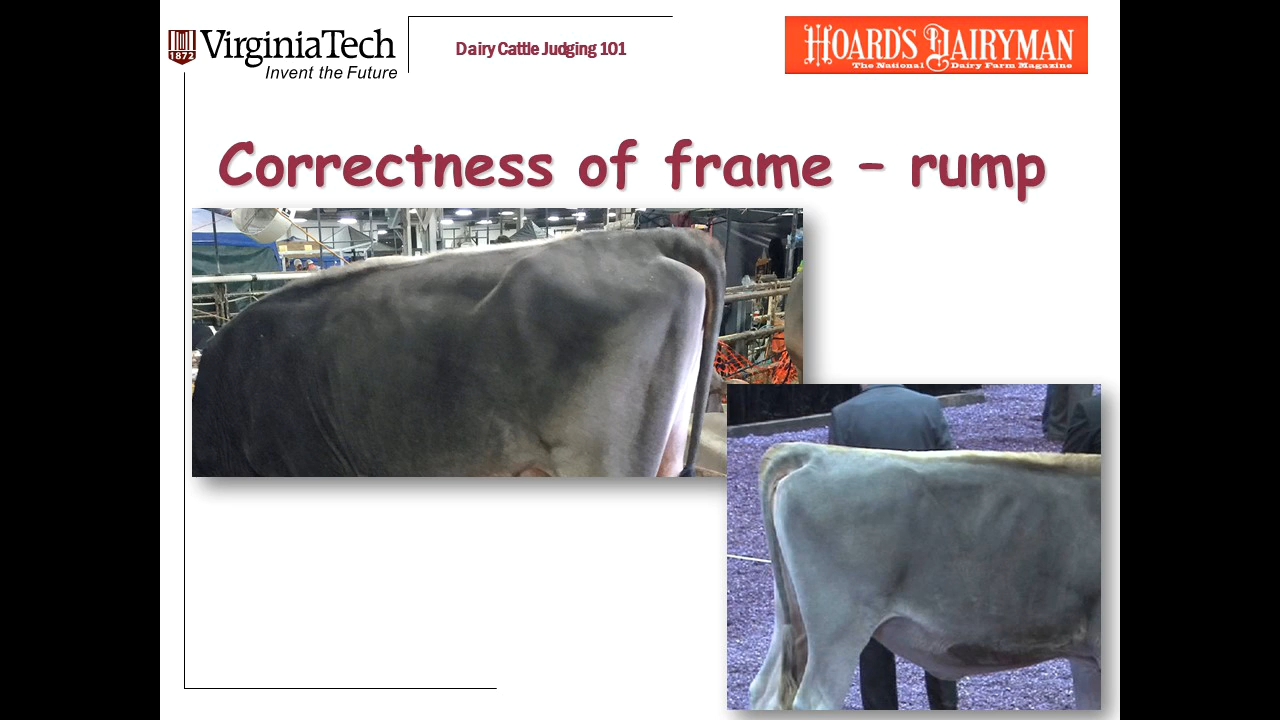 VirginiaTech
1872
Invent the Future
Dairy Cattle Judging 101
HOARD'S DAIRYMAN
The National Dairy Farm Magazine
Correctness of frame – rump